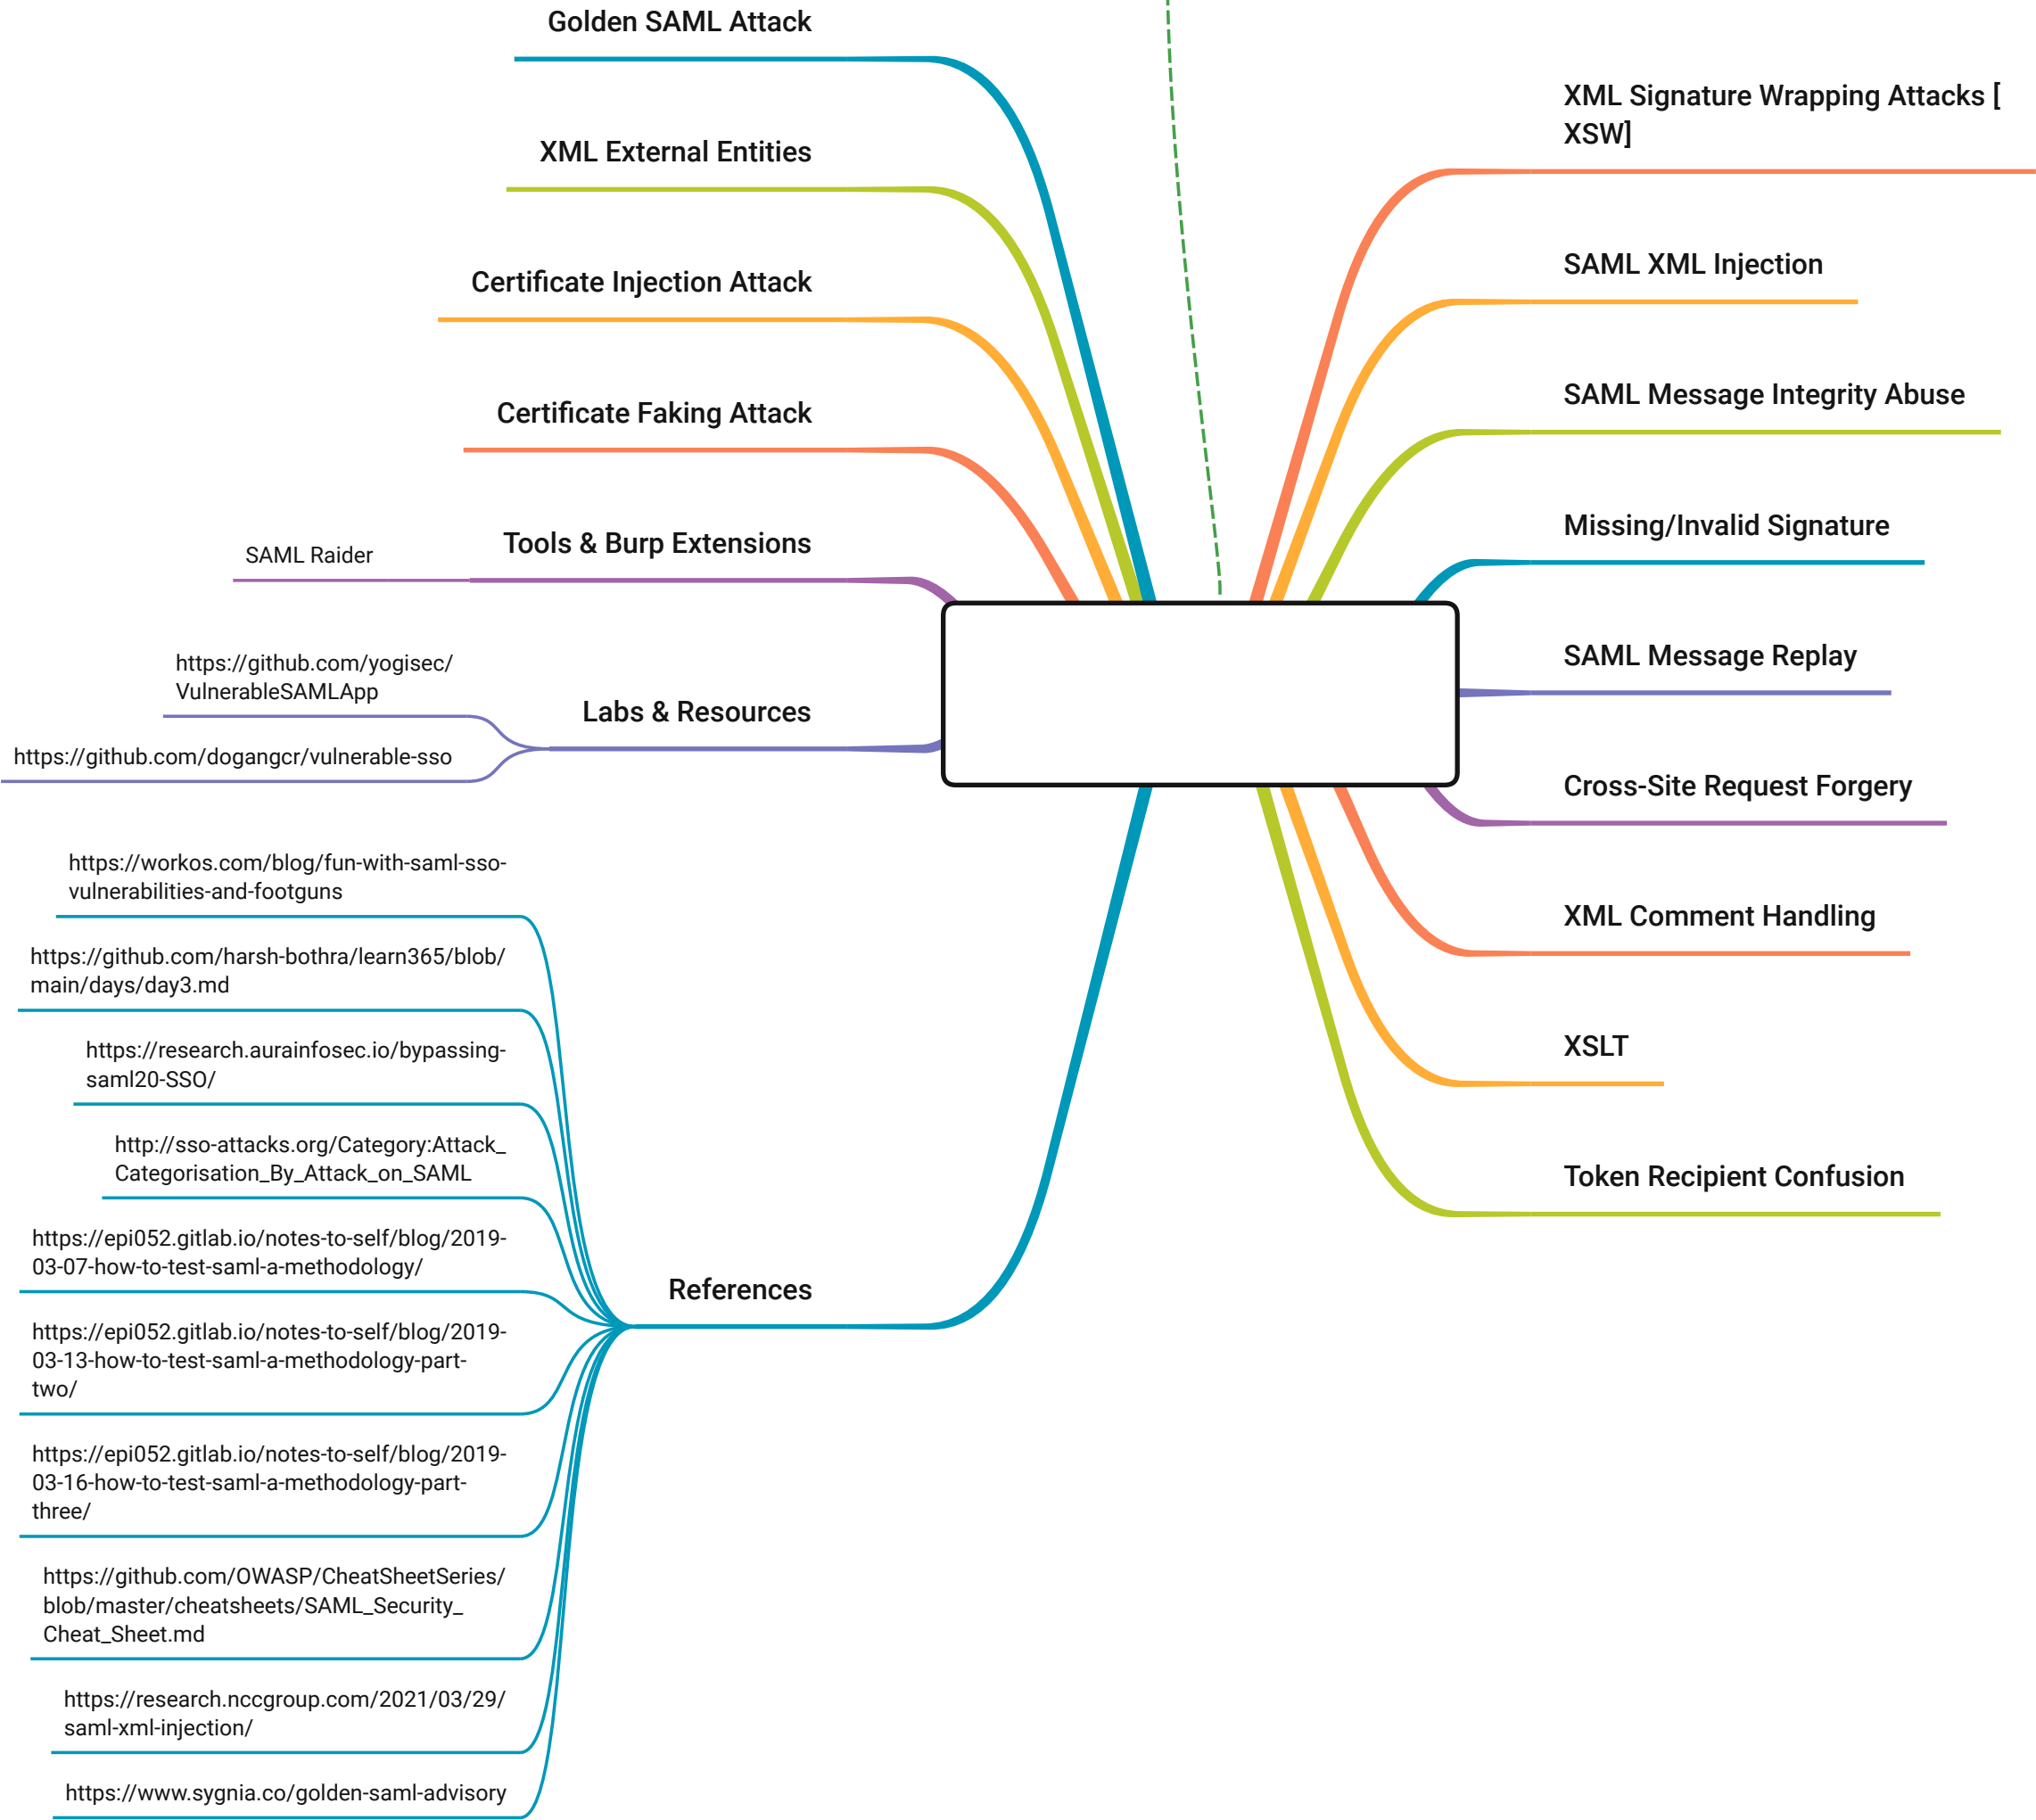 Golden SAML Attack
XML External Entities
Certificate Injection Attack
Certificate Faking Attack
Tools & Burp Extensions
SAML Raider
Labs & Resources
https://github.com/yogisec/
VulnerableSAMLApp
https://github.com/dogangcr/vulnerable-sso
References
https://workos.com/blog/fun-with-saml-sso-
vulnerabilities-and-footguns
https://github.com/harsh-bothra/learn365/blob/
main/days/day3.md
https://research.aurainfosec.io/bypassing-
saml20-SSO/
http://sso-attacks.org/Category:Attack_
Categorisation_By_Attack_on_SAML
https://epi052.gitlab.io/notes-to-self/blog/2019-
03-07-how-to-test-saml-a-methodology/
https://epi052.gitlab.io/notes-to-self/blog/2019-
03-13-how-to-test-saml-a-methodology-part-
two/
https://epi052.gitlab.io/notes-to-self/blog/2019-
03-16-how-to-test-saml-a-methodology-part-
three/
https://github.com/OWASP/CheatSheetSeries/
blob/master/cheatsheets/SAML_Security_
Cheat_Sheet.md
https://research.nccgroup.com/2021/03/29/
saml-xml-injection/
https://www.sygnia.co/golden-saml-advisory
XML Signature Wrapping Attacks [
XSW]
SAML XML Injection
SAML Message Integrity Abuse
Missing/Invalid Signature
SAML Message Replay
Cross-Site Request Forgery
XML Comment Handling
XSLT
Token Recipient Confusion